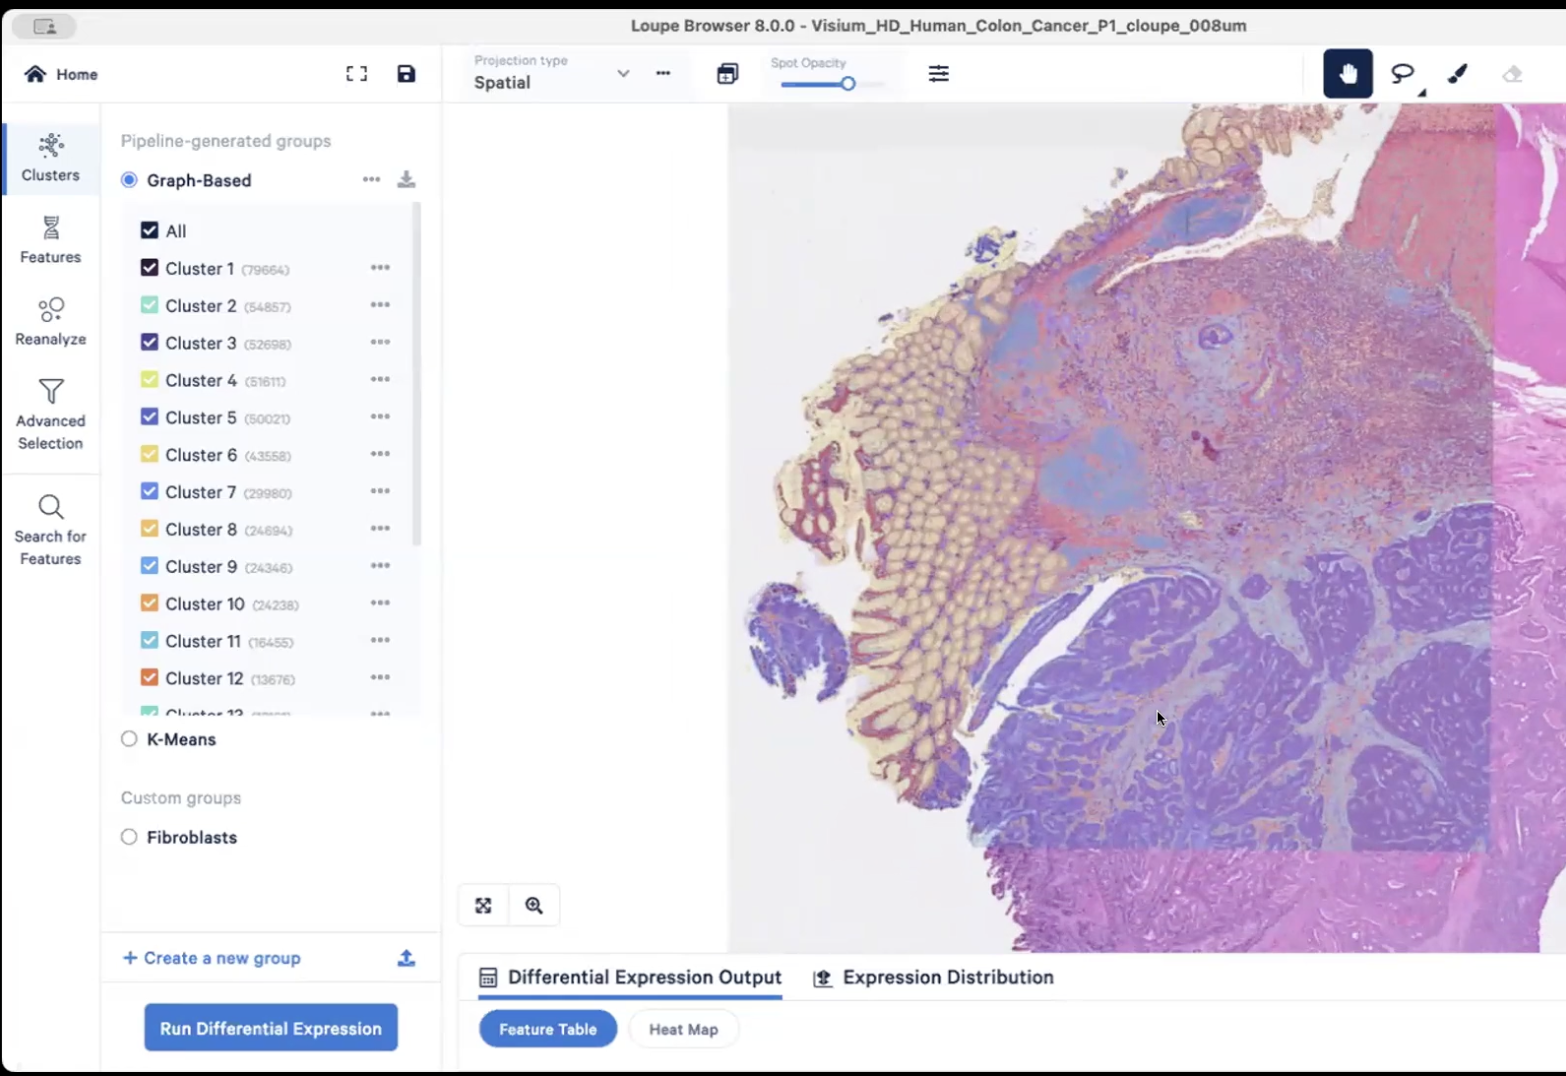 Loupe Browser 8.0.0 - Visium_HD_Human_Colon_Cancer_P1_cloupe_008um
Home
Projection type
Spatial
Spot Opacity
Clusters
Features
Reanalyze
Advanced
Selection
Search for
Features
Pipeline-generated groups
Graph-Based
All
Cluster 1 (79664)
Cluster 2 (54857)
Cluster 3 (52698)
Cluster 4 (51611)
Cluster 5 (50021)
Cluster 6 (43558)
Cluster 7 (29980)
Cluster 8 (24694)
Cluster 9 (24346)
Cluster 10 (24238)
Cluster 11 (16455)
Cluster 12 (13676)
Cluster 13
K-Means
Custom groups
Fibroblasts
+ Create a new group
Run Differential Expression
Differential Expression Output
Expression Distribution
Feature Table
Heat Map